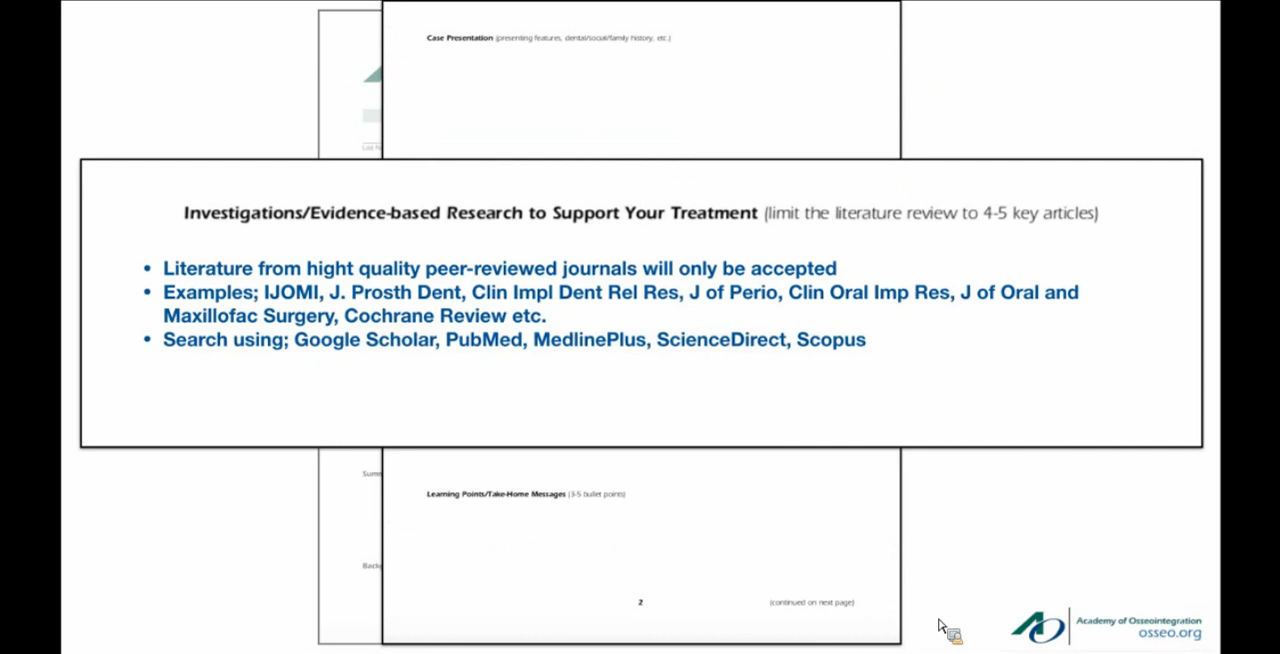 Case Presentation (presenting features, dental/social/family history, etc.)
Last N
Investigations/Evidence-based Research to Support Your Treatment (limit the literature review to 4-5 key articles)
• Literature from hight quality peer-reviewed journals will only be accepted
• Examples; IJOMI, J. Prosth Dent, Clin Impl Dent Rel Res, J of Perio, Clin Oral Imp Res, J of Oral and
Maxillofac Surgery, Cochrane Review etc.
• Search using; Google Scholar, PubMed, MedlinePlus, ScienceDirect, Scopus
Summ
Learning Points/Take-Home Messages (3-5 bullet points)
Backg
2
(continued on next page)
AO
Academy of Osseointegration
osseo.org